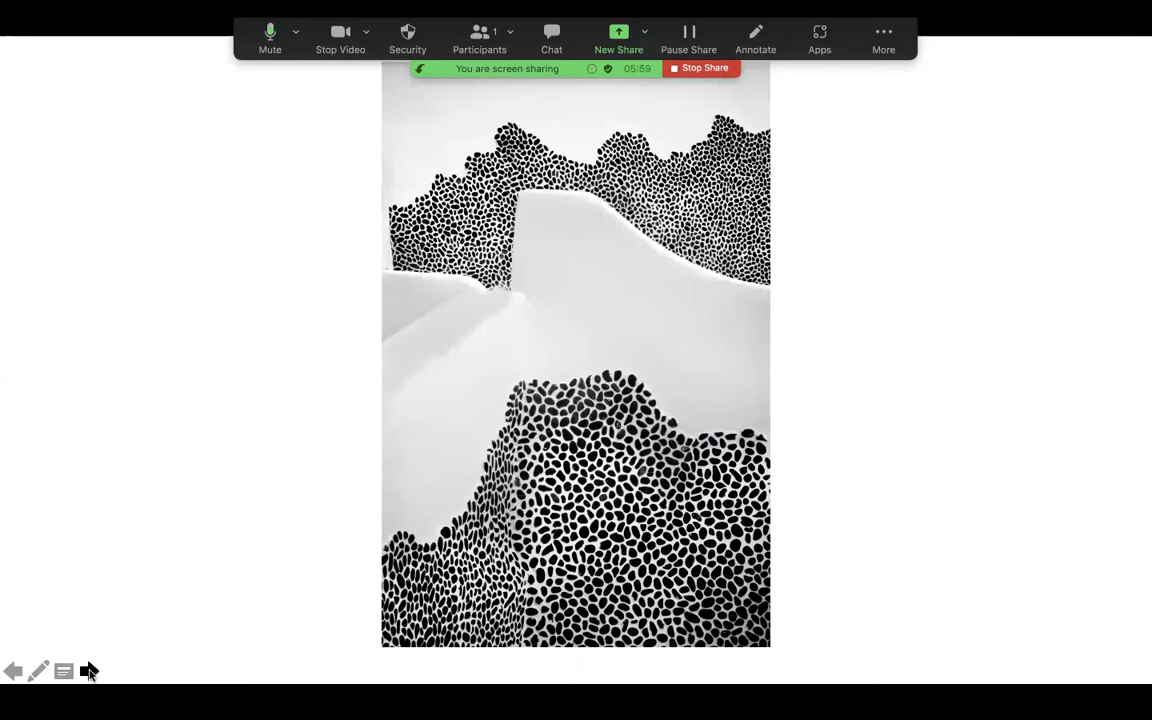 1
Mute Stop Video Security Participants Chat New Share Pause Share Annotate Apps More
You are screen sharing 05:59 Stop Share